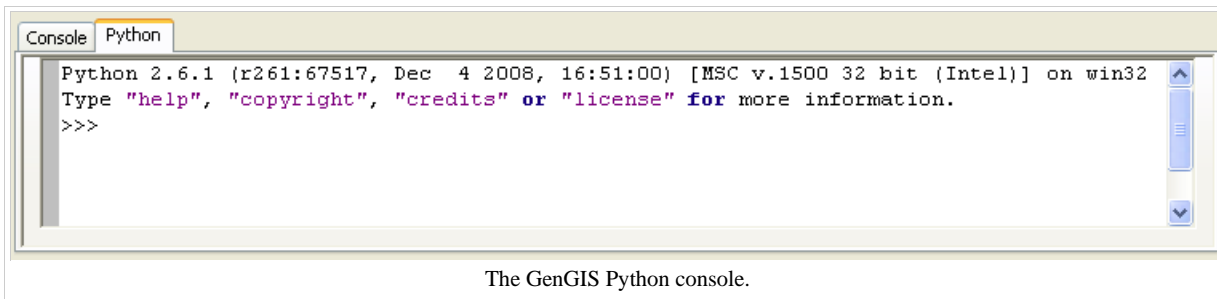 Console Python
Python 2.6.1 (r261:67517, Dec  4 2008, 16:51:00) [MSC v.1500 32 bit (Intel)] on win32
Type "help", "copyright", "credits" or "license" for more information.
>>>
The GenGIS Python console.